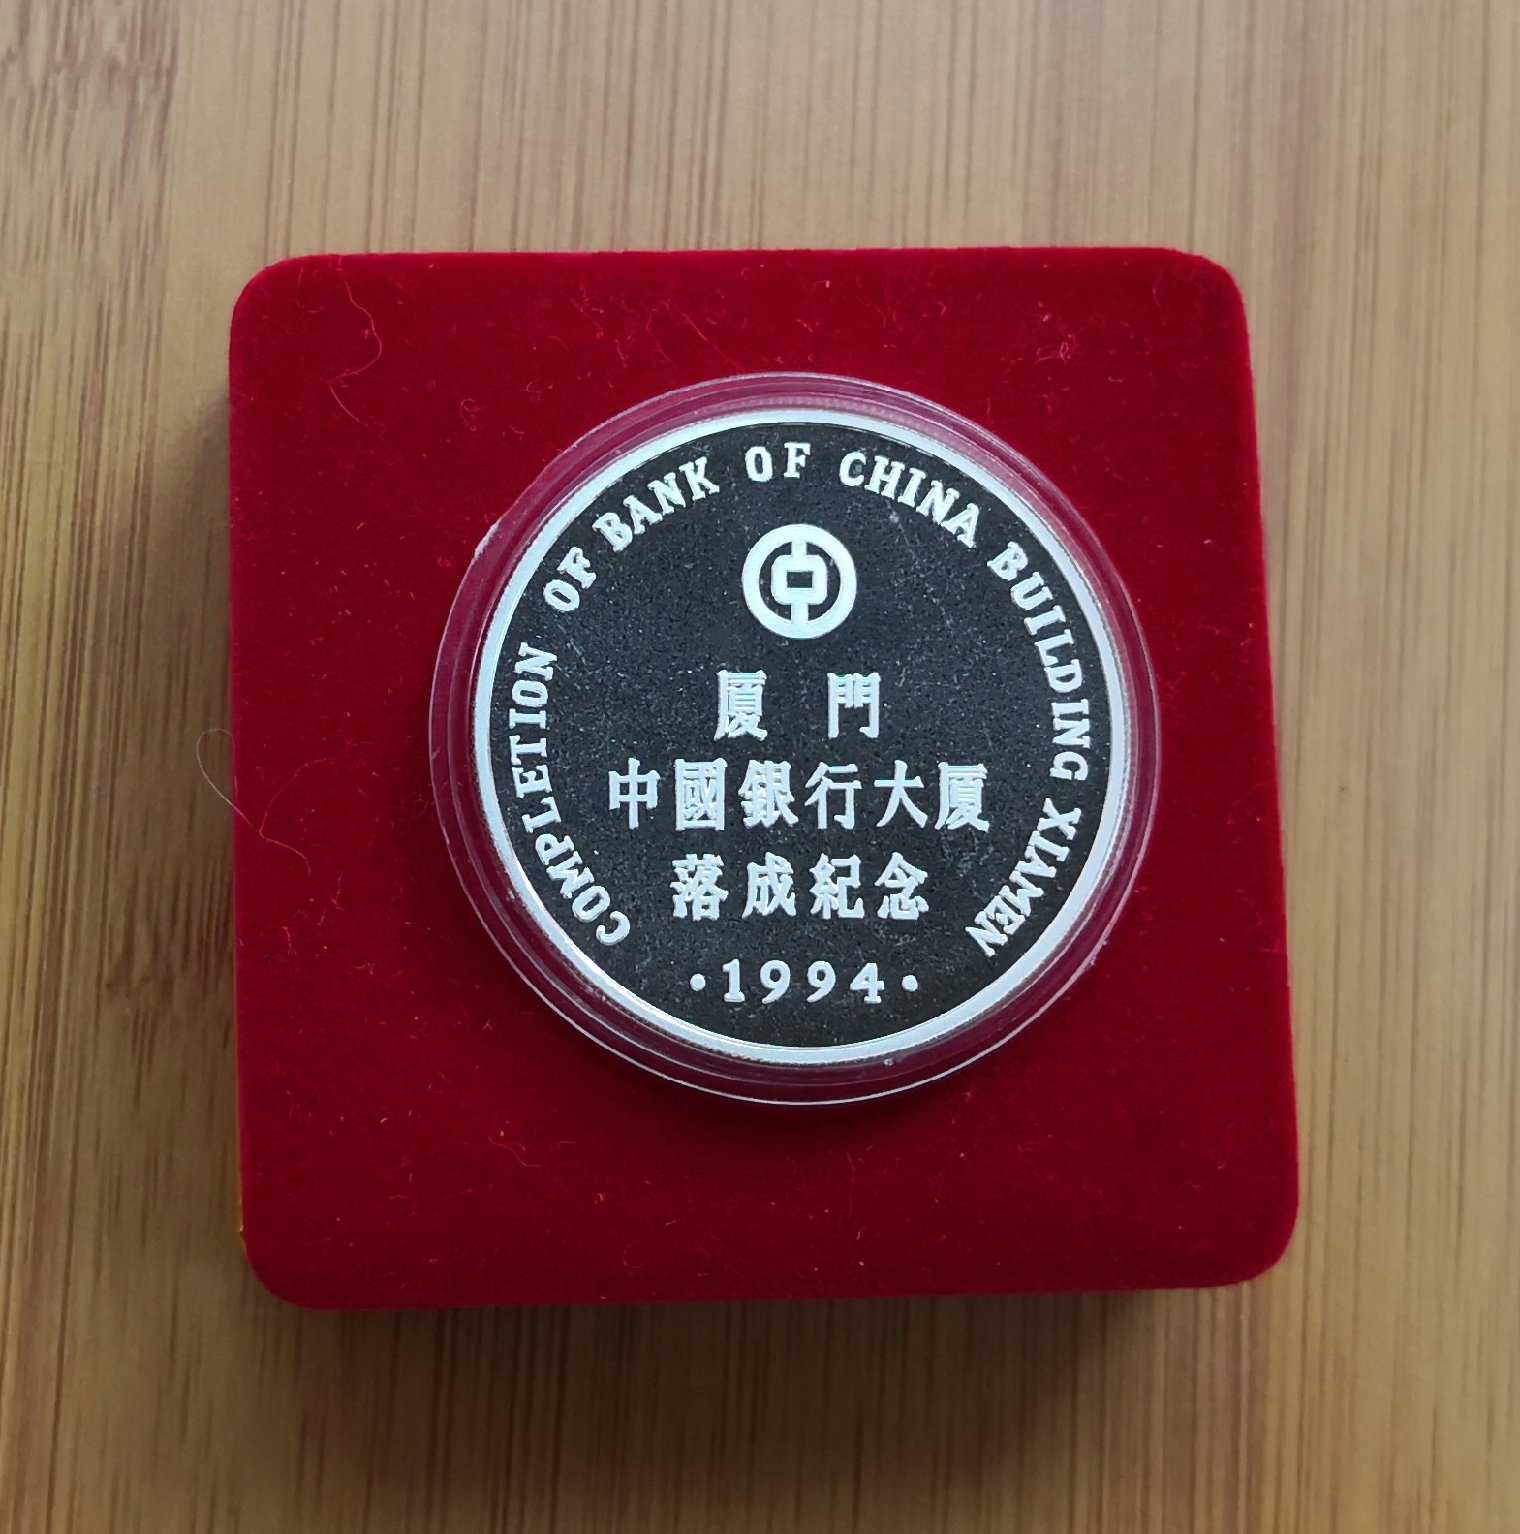 COMPLETION OF BANK OF CHINA BUILDING XIAMEN
厦門
中國銀行大厦
落成紀念
·1994·